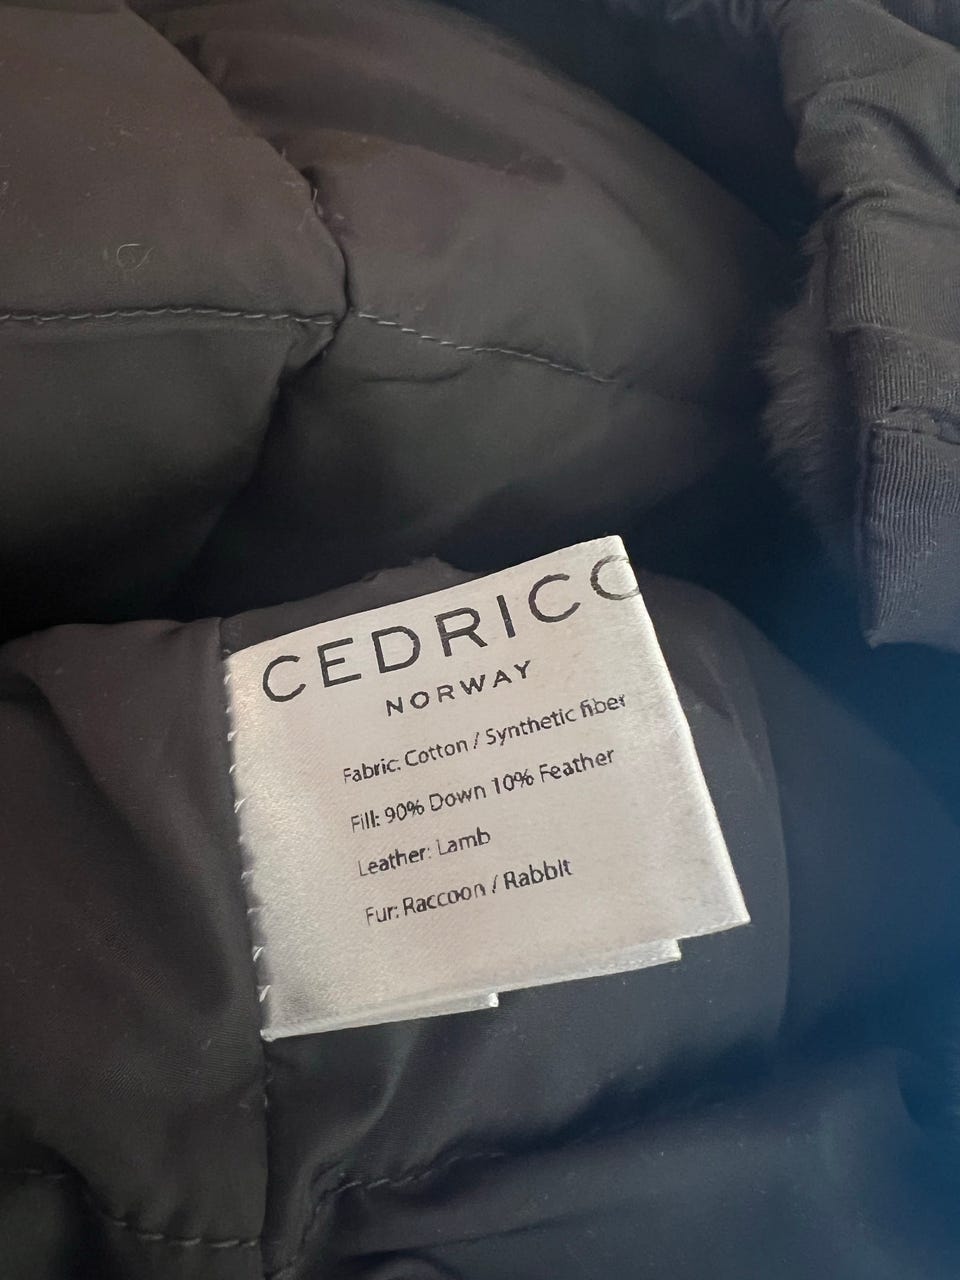 CEDRICO
NORWAY
Fabric: Cotton / Synthetic fiber
Fill: 90% Down 10% Feather
Leather: Lamb
Fur: Raccoon / Rabbit